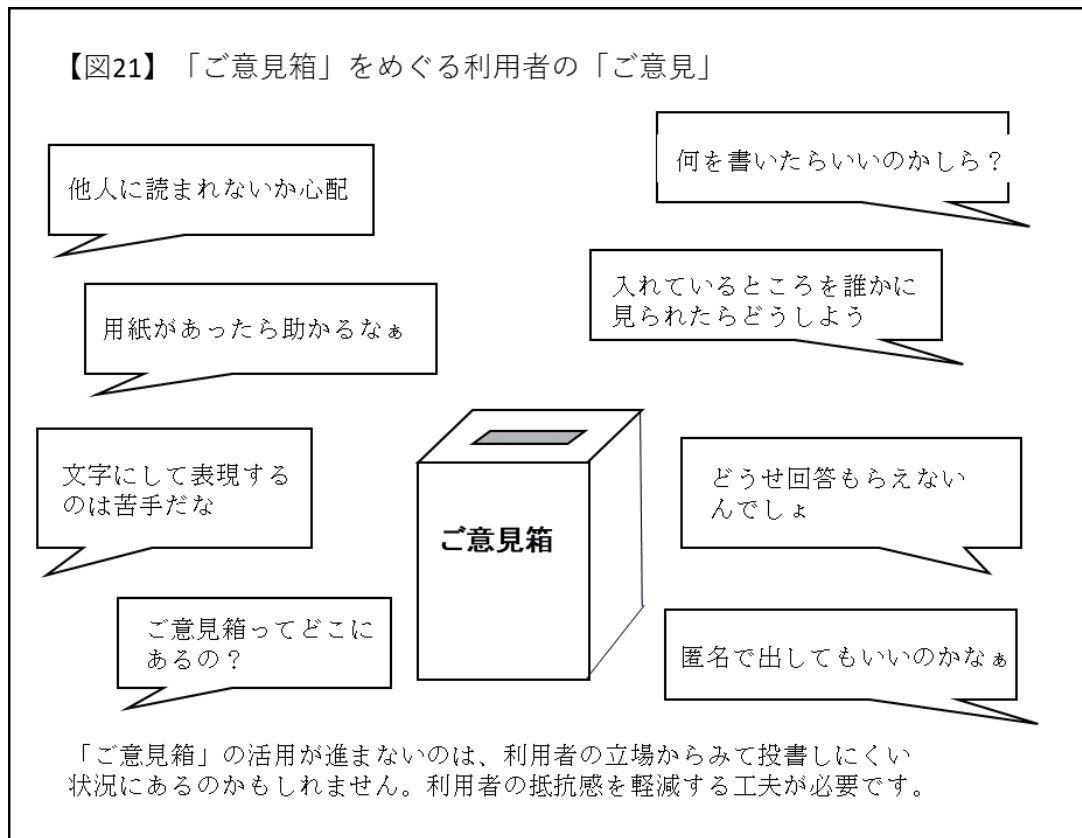 【図21】「ご意見箱」をめぐる利用者の「ご意見」
他人に読まれないか心配
何を書いたらいいのかしら？
用紙があったら助かるなぁ
入れているところを誰かに
見られたらどうしよう
文字にして表現する
のは苦手だな
ご意見箱
どうせ回答もらえない
んでしょ
ご意見箱ってどこに
あるの？
匿名で出してもいいのかなぁ
「ご意見箱」の活用が進まないのは、利用者の立場からみて投書しにくい
状況にあるのかもしれません。利用者の抵抗感を軽減する工夫が必要です。